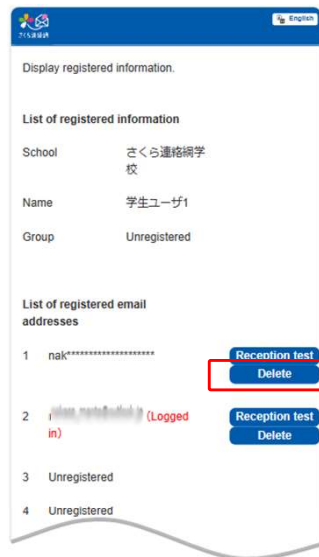 さくら連絡網
English
Display registered information.
List of registered information
School さくら連絡網学
校
Name 学生ユーザ1
Group Unregistered
List of registered email
addresses
1 nak******************** Reception test
Delete
2 (Logged Reception test
in) Delete
3 Unregistered
4 Unregistered